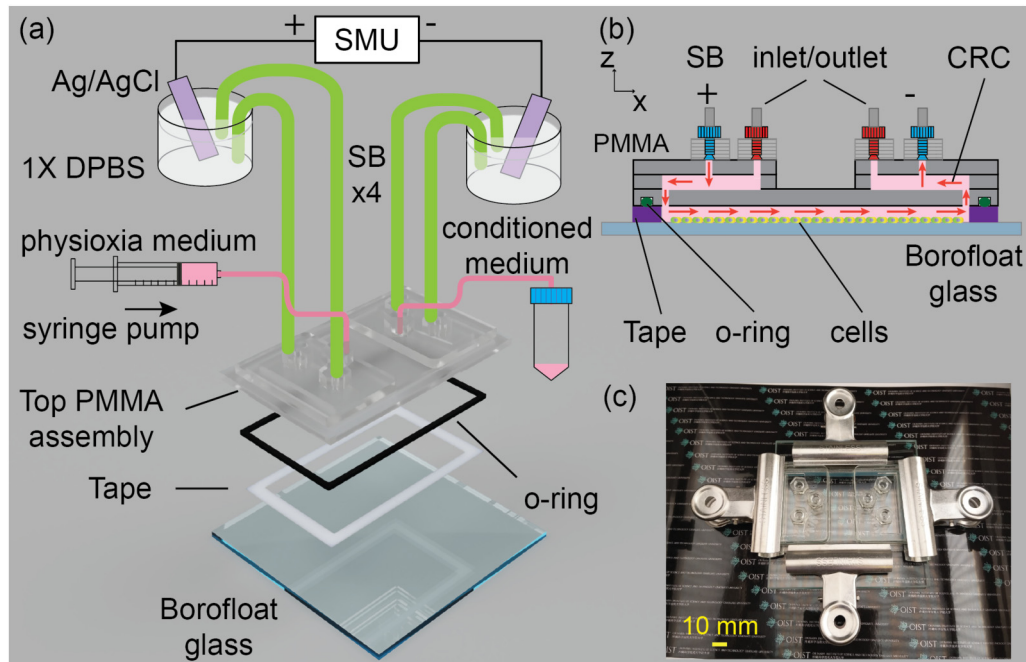 (a)
+
SMU
-
Ag/AgCl
1X DPBS
SB
x4
physioxia medium
syringe pump
conditioned
medium
Top PMMA
assembly
Tape
o-ring
Borofloat
glass
(b)
z
x
SB
inlet/outlet
CRC
+
-
PMMA
Borofloat
glass
Tape
o-ring
cells
(c)
OIST
10 mm